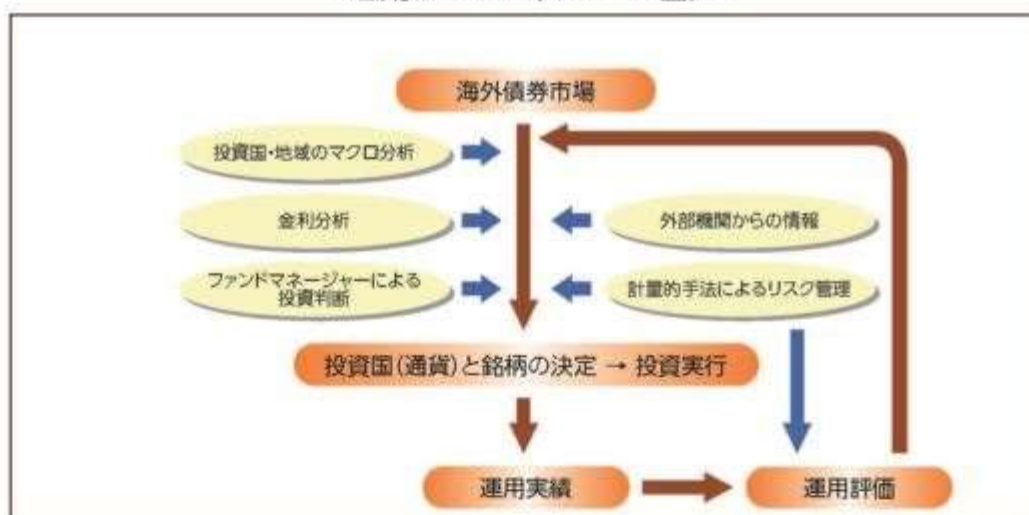 海外債券市場
投資国・地域のマクロ分析
金利分析
外部機関からの情報
ファンドマネージャーによる
投資判断
計量的手法によるリスク管理
投資国(通貨)と銘柄の決定 → 投資実行
運用実績
運用評価